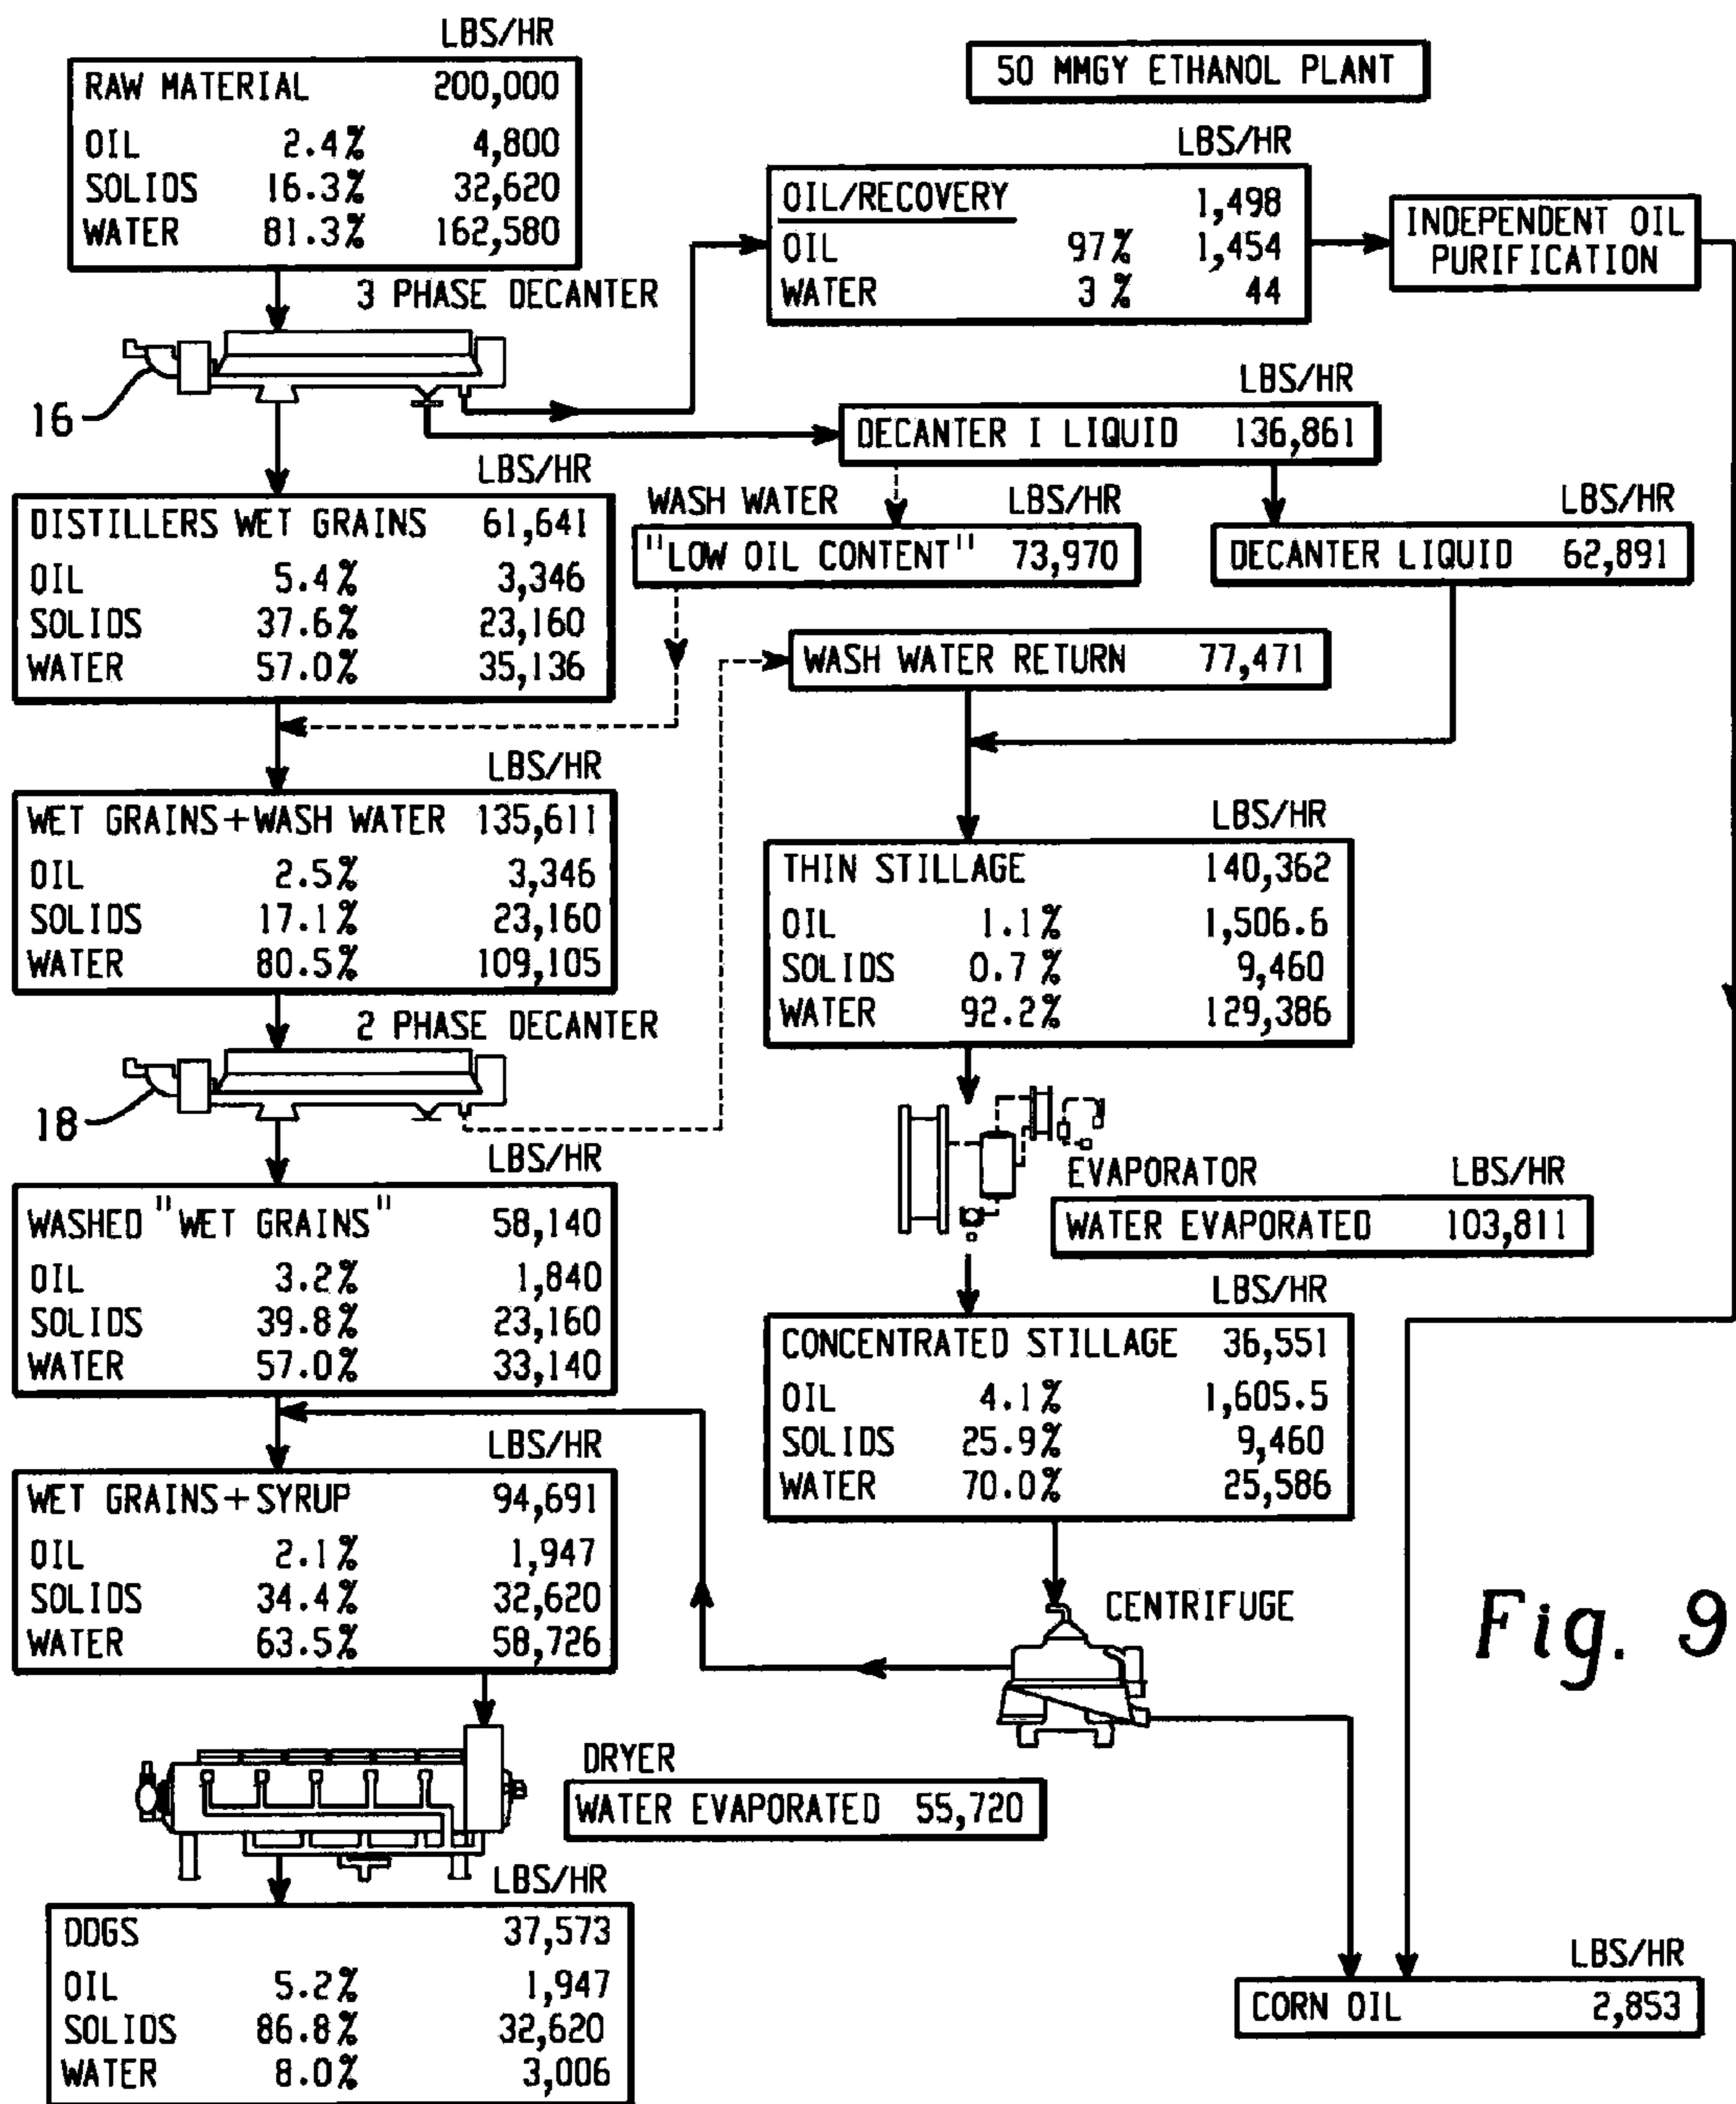 LBS/HR
RAW MATERIAL 200,000
OIL 2.4% 4,800
SOLIDS 16.3% 32,620
WATER 81.3% 162,580
50 MMGY ETHANOL PLANT
LBS/HR
OIL/RECOVERY 1,498
OIL 97% 1,454
WATER 3% 44
INDEPENDENT OIL
PURIFICATION
3 PHASE DECANTER
16
LBS/HR
DECANTER I LIQUID 136,861
LBS/HR
DISTILLERS WET GRAINS 61,641
OIL 5.4% 3,346
SOLIDS 37.6% 23,160
WATER 57.0% 35,136
WASH WATER LBS/HR
"LOW OIL CONTENT" 73,970
LBS/HR
DECANTER LIQUID 62,891
WASH WATER RETURN 77,471
LBS/HR
WET GRAINS+WASH WATER 135,611
OIL 2.5% 3,346
SOLIDS 17.1% 23,160
WATER 80.5% 109,105
LBS/HR
THIN STILLAGE 140,362
OIL 1.1% 1,506.6
SOLIDS 0.7% 9,460
WATER 92.2% 129,386
2 PHASE DECANTER
18
LBS/HR
WASHED "WET GRAINS" 58,140
OIL 3.2% 1,840
SOLIDS 39.8% 23,160
WATER 57.0% 33,140
EVAPORATOR LBS/HR
WATER EVAPORATED 103,811
LBS/HR
CONCENTRATED STILLAGE 36,551
OIL 4.1% 1,605.5
SOLIDS 25.9% 9,460
WATER 70.0% 25,586
LBS/HR
WET GRAINS+SYRUP 94,691
OIL 2.1% 1,947
SOLIDS 34.4% 32,620
WATER 63.5% 58,726
CENTRIFUGE
Fig. 9
DRYER
WATER EVAPORATED 55,720
LBS/HR
DDGS 37,573
OIL 5.2% 1,947
SOLIDS 86.8% 32,620
WATER 8.0% 3,006
LBS/HR
CORN OIL 2,853